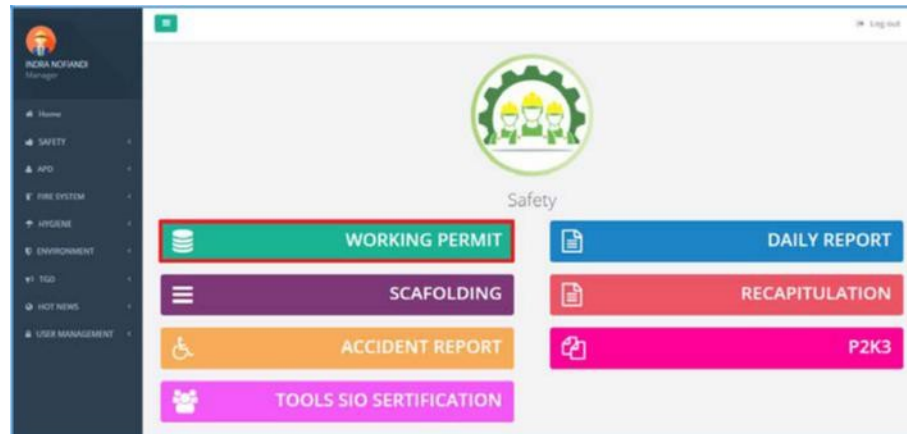 Log out
INDRA NOFIANDI
Manager
Home
SAFETY
APD
FIRE SYSTEM
HYGIENE
ENVIRONMENT
TGO
HOT NEWS
USER MANAGEMENT
Safety
WORKING PERMIT
DAILY REPORT
SCAFOLDING
RECAPITULATION
ACCIDENT REPORT
P2K3
TOOLS SIO SERTIFICATION